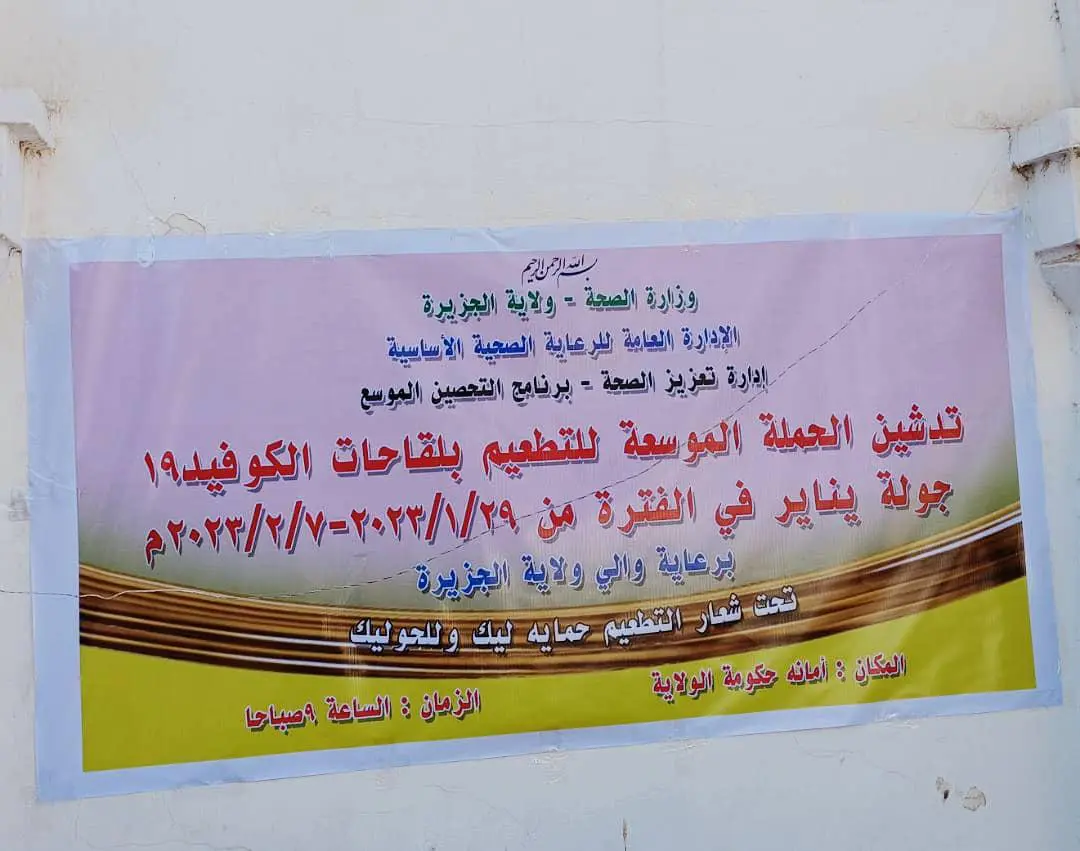 بسم الله الرحمن الرحيم
وزارة الصحة - ولاية الجزيرة
الإدارة العامة للرعاية الصحية الأساسية
إدارة تعزيز الصحة - برنامج التحصين الموسع
تدشين الحملة الموسعة للتطعيم بلقاحات الكوفيد١٩
جولة يناير في الفترة من ٢٠٢٣/١/٢٩-٢٠٢٣/٢/٧م
برعاية والي ولاية الجزيرة
تحت شعار التطعيم حمايه ليك وللحوليك
المكان : أمانه حكومة الولاية
الزمان : الساعة ٩صباحا